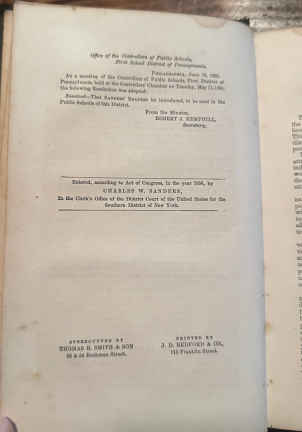 Office of the Controllers of Public Schools,
First School District of Pennsylvania.
PHILADELPHIA, June 10,
At a meeting of the Controllers of Public Schools, First District of
Pennsylvania, held at the Controllers' Chamber on Tuesday, May
the following Resolution was adopted:
Resolved—That SANDERS' be introduced, to be used in the
Public Schools of this District.
From the Minutes,
ROBERT J. HEMPHILL,
Secretary.
Entered, according to Act of Congress, in the year 1856, by
CHARLES W. SANDERS,
In the Clerk's Office of the District Court of the United States for the
Southern District of New York.
STEREOTYPED BY
THOMAS B. SMITH & SON
82 & 84 Beekman Street.
PRINTED BY
J. D. BEDFORD & CO.,
115 Franklin Street